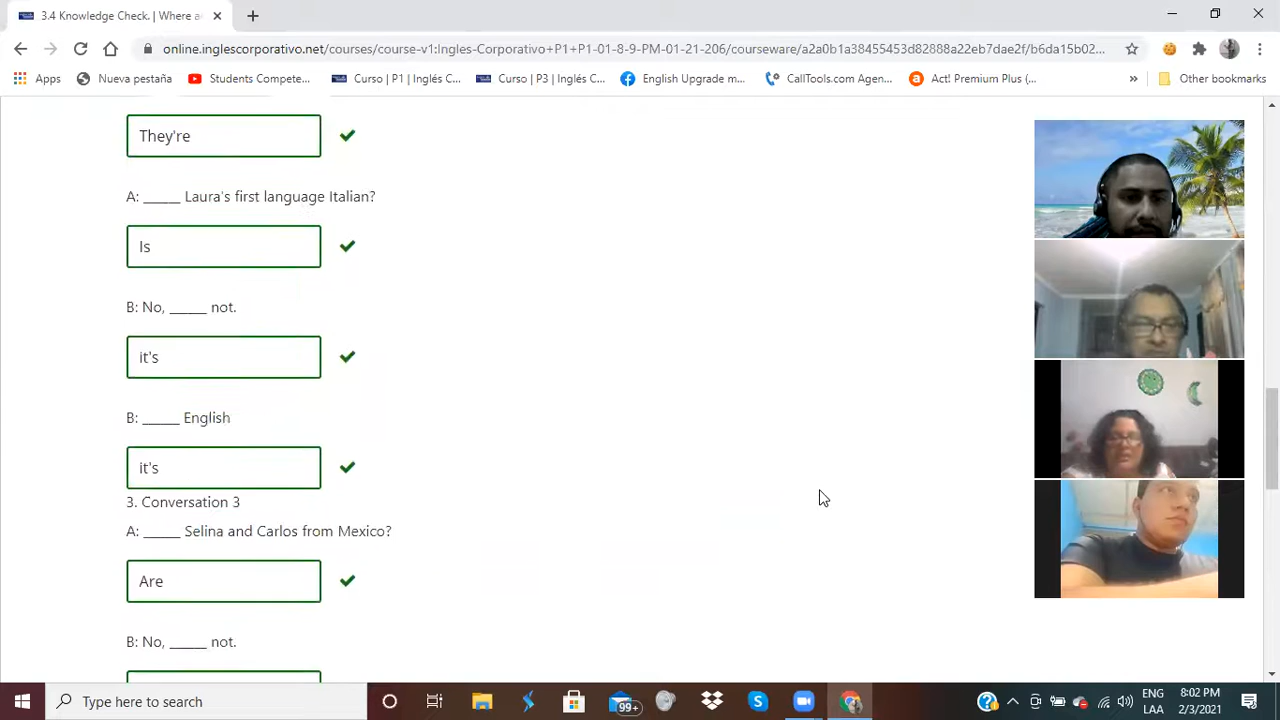 3.4 Knowledge Check. | Where a
online.inglescorporativo.net/courses/course-v1:Ingles-Corporativo+P1+P1-01-8-9-PM-01-21-206/courseware/a2a0b1a38455453d82888a22eb7dae2f/b6da15b02...
Apps Nueva pestaña Students Compete... Curso | P1 | Inglés C... Curso | P3 | Inglés C... English Upgrade m... CallTools.com Agen... Act! Premium Plus (... » Other bookmarks
They're
A: _____ Laura's first language Italian?
Is
B: No, _____ not.
it's
B: _____ English
it's
3. Conversation 3
A: _____ Selina and Carlos from Mexico?
Are
B: No, _____ not.
Type here to search
99+
ENG
LAA
8:02 PM
2/3/2021